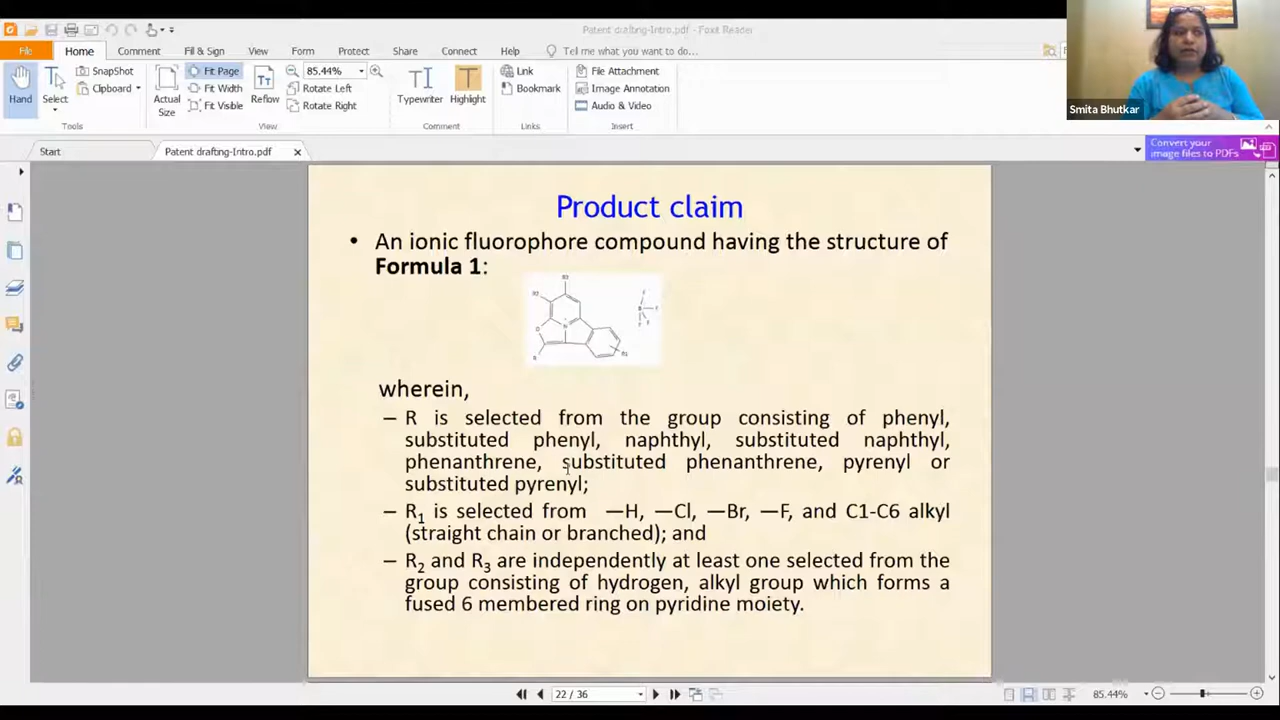 Patent drafting-Intro.pdf - Foxit Reader
File Home Comment Fill & Sign View Form Protect Share Connect Help Tell me what you want to do...
Hand
Select
SnapShot
Clipboard
Tools
Actual Size
Fit Page
Fit Width
Fit Visible
Reflow
85.44%
Rotate Left
Rotate Right
View
Typewriter
Highlight
Comment
Link
Bookmark
Links
File Attachment
Image Annotation
Audio & Video
Insert
Smita Bhutkar
Start
Patent drafting-Intro.pdf
Convert your
image files to PDFs
Product claim
• An ionic fluorophore compound having the structure of
Formula 1:
wherein,
– R is selected from the group consisting of phenyl,
substituted phenyl, naphthyl, substituted naphthyl,
phenanthrene, substituted phenanthrene, pyrenyl or
substituted pyrenyl;
– R1 is selected from —H, —Cl, —Br, —F, and C1-C6 alkyl
(straight chain or branched); and
– R2 and R3 are independently at least one selected from the
group consisting of hydrogen, alkyl group which forms a
fused 6 membered ring on pyridine moiety.
22 / 36
85.44%